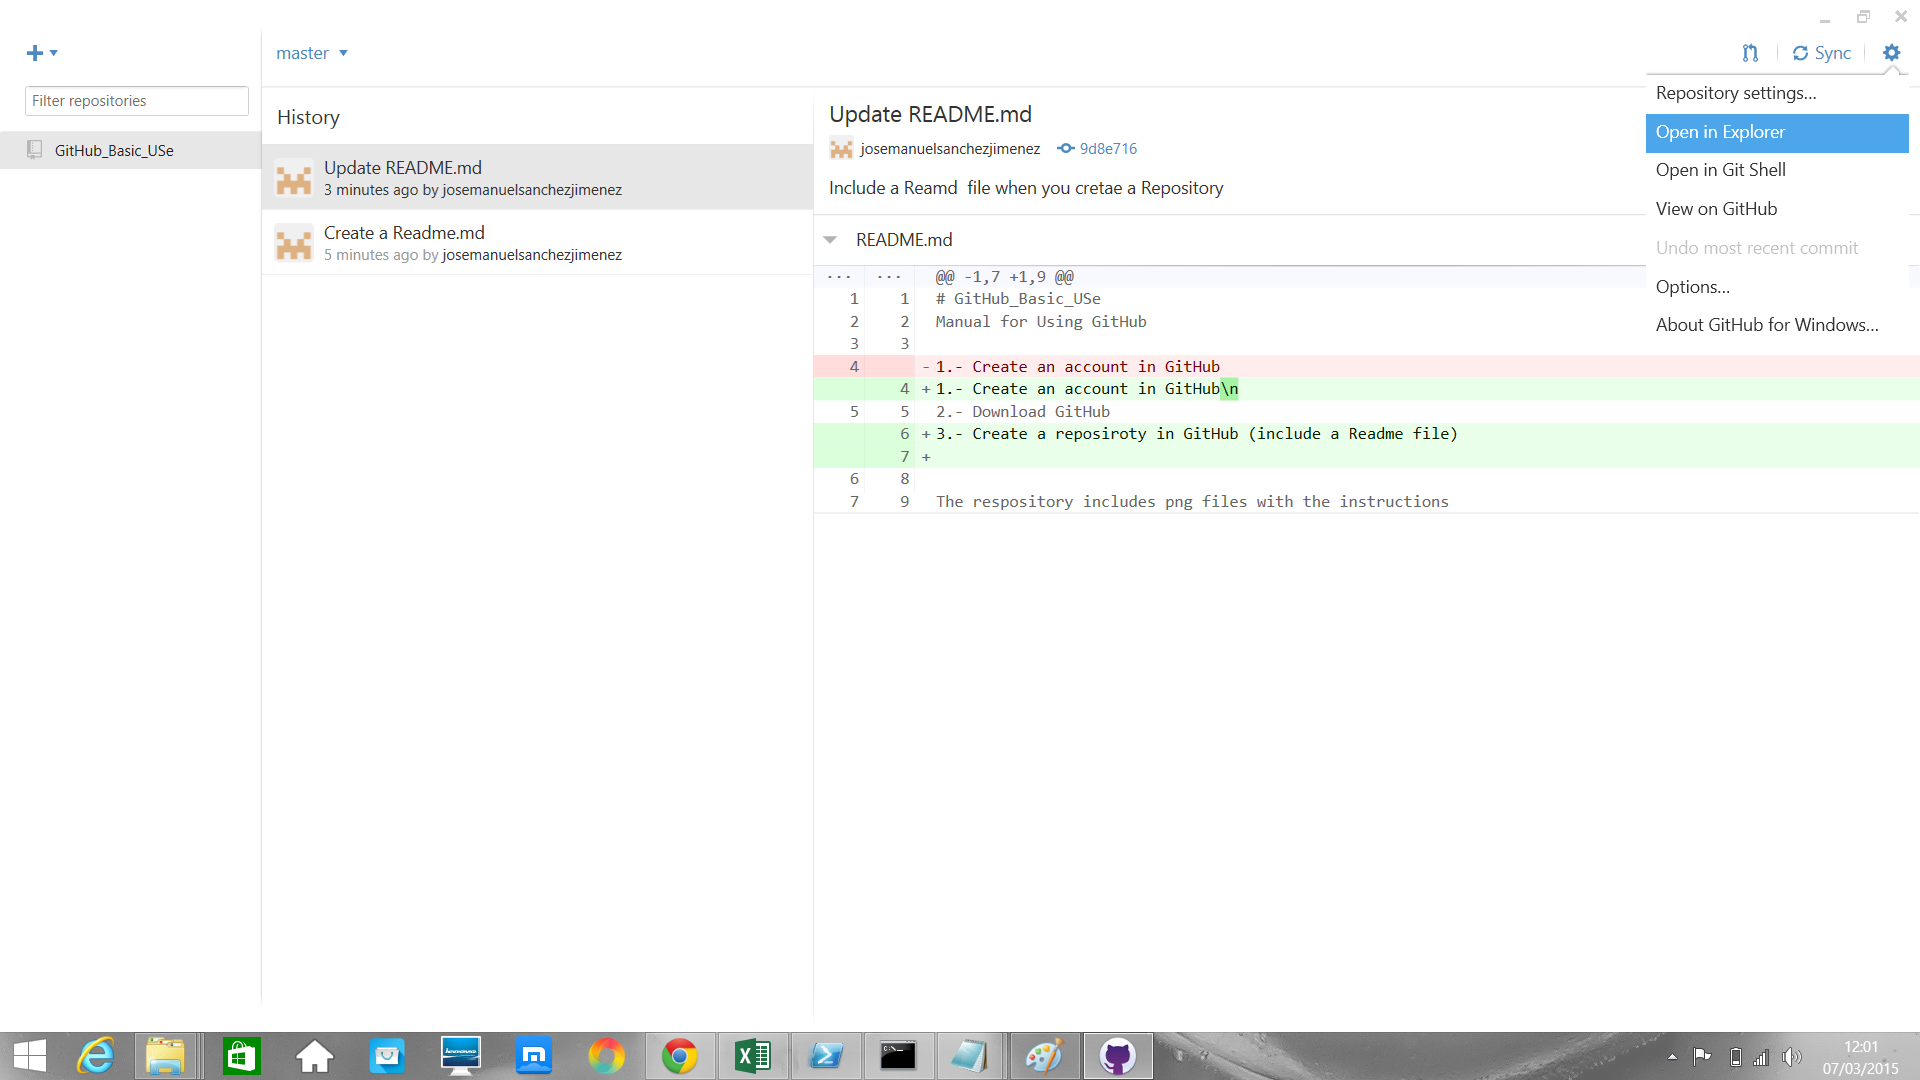 master
Sync
Filter repositories
GitHub_Basic_USe
History
Update README.md
3 minutes ago by josemanuelsanchezjimenez
Create a Readme.md
5 minutes ago by josemanuelsanchezjimenez
Update README.md
josemanuelsanchezjimenez 9d8e716
Include a Reamd  file when you cretae a Repository
README.md
... ... @@ -1,7 +1,9 @@
1 1 # GitHub_Basic_USe
2 2 Manual for Using GitHub
3 3
4 - 1.- Create an account in GitHub
4 + 1.- Create an account in GitHub\n
5 5 2.- Download GitHub
6 + 3.- Create a reposiroty in GitHub (include a Readme file)
7 +
6 8
7 9 The respository includes png files with the instructions
Repository settings...
Open in Explorer
Open in Git Shell
View on GitHub
Undo most recent commit
Options...
About GitHub for Windows...
12:01
07/03/2015